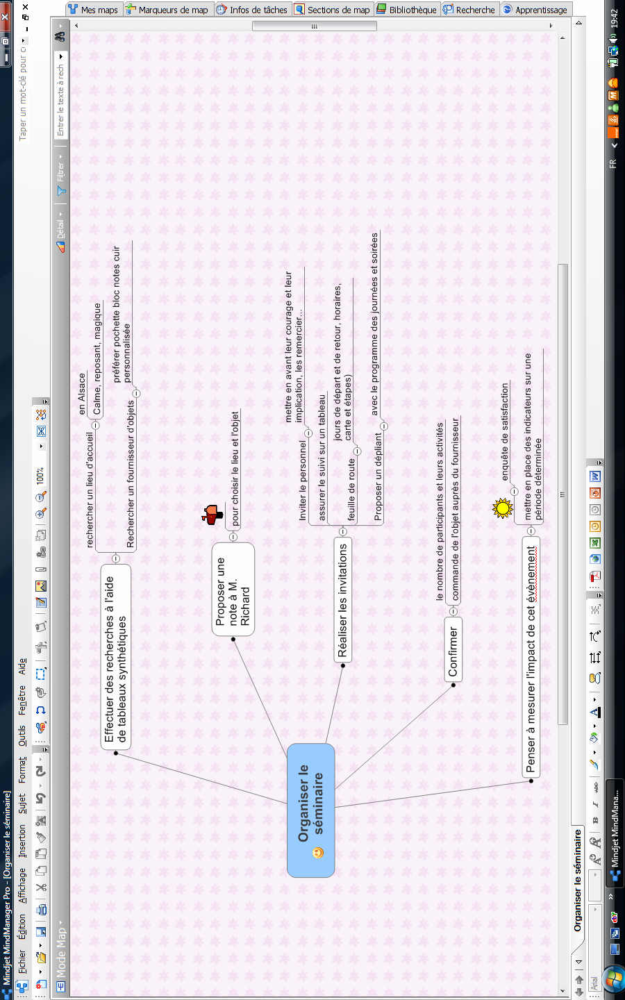 Mindjet MindManager Pro - [Organiser le séminaire]
Fichier Édition Affichage Insertion Sujet Format Outils Fenêtre Aide
Taper un mot-clé pour c
100%
Mode Map
Détail
Filtrer
Entrer le texte à rech
Mes maps
Marqueurs de map
Infos de tâches
Sections de map
Bibliothèque
Recherche
Apprentissage
Organiser le
séminaire
Effectuer des recherches à l'aide
de tableaux synthétiques
rechercher un lieu d'accueil
en Alsace
Calme, reposant, magique
Rechercher un fournisseur d'objets
préférer pochette bloc notes cuir
personnalisée
Proposer une
note à M.
Richard
pour choisir le lieu et l'objet
Réaliser les invitations
Inviter le personnel
mettre en avant leur courage et leur
implication, les remercier...
assurer le suivi sur un tableau
feuille de route
jours de départ et de retour, horaires,
carte et étapes)
Proposer un dépliant
avec le programme des journées et soirées
Confirmer
le nombre de participants et leurs activités
commande de l'objet auprès du fournisseur
Penser à mesurer l'impact de cet évènement
enquête de satisfaction
mettre en place des indicateurs sur une
période déterminée
Organiser le séminaire
Arial
Mindjet MindMana...
FR
19:42